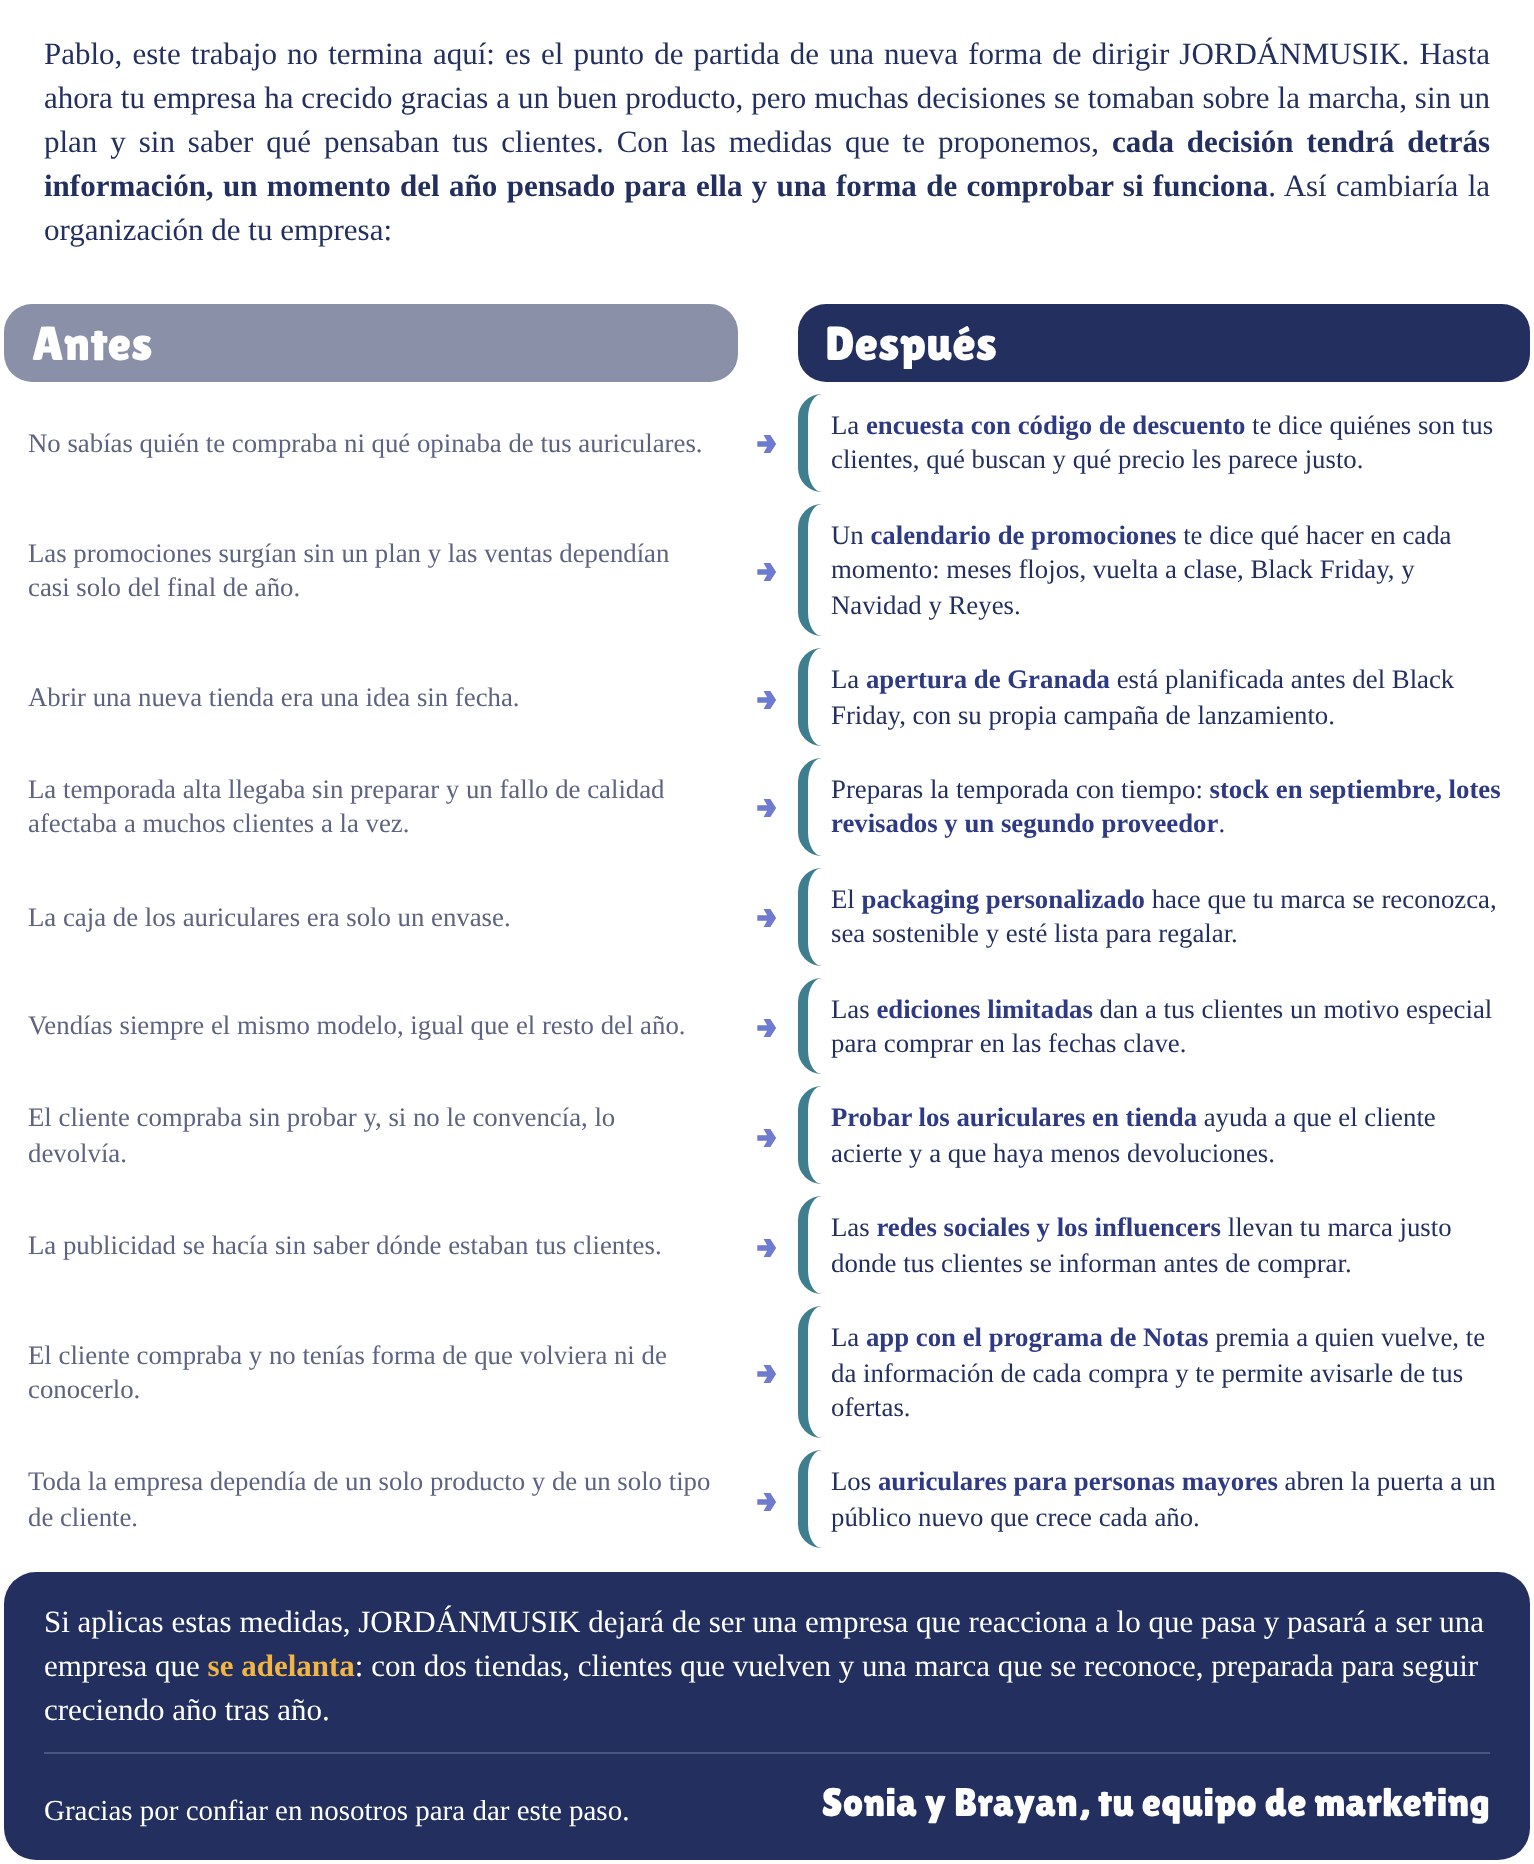 Pablo, este trabajo no termina aquí: es el punto de partida de una nueva forma de dirigir JORDÁNMUSIK. Hasta
ahora tu empresa ha crecido gracias a un buen producto, pero muchas decisiones se tomaban sobre la marcha, sin un
plan y sin saber qué pensaban tus clientes. Con las medidas que te proponemos, cada decisión tendrá detrás
información, un momento del año pensado para ella y una forma de comprobar si funciona. Así cambiaría la
organización de tu empresa:
Antes
Después
No sabías quién te compraba ni qué opinaba de tus auriculares.
La encuesta con código de descuento te dice quiénes son tus
clientes, qué buscan y qué precio les parece justo.
Las promociones surgían sin un plan y las ventas dependían
casi solo del final de año.
Un calendario de promociones te dice qué hacer en cada
momento: meses flojos, vuelta a clase, Black Friday, y
Navidad y Reyes.
Abrir una nueva tienda era una idea sin fecha.
La apertura de Granada está planificada antes del Black
Friday, con su propia campaña de lanzamiento.
La temporada alta llegaba sin preparar y un fallo de calidad
afectaba a muchos clientes a la vez.
Preparas la temporada con tiempo: stock en septiembre, lotes
revisados y un segundo proveedor.
La caja de los auriculares era solo un envase.
El packaging personalizado hace que tu marca se reconozca,
sea sostenible y esté lista para regalar.
Vendías siempre el mismo modelo, igual que el resto del año.
Las ediciones limitadas dan a tus clientes un motivo especial
para comprar en las fechas clave.
El cliente compraba sin probar y, si no le convencía, lo
devolvía.
Probar los auriculares en tienda ayuda a que el cliente
acierte y a que haya menos devoluciones.
La publicidad se hacía sin saber dónde estaban tus clientes.
Las redes sociales y los influencers llevan tu marca justo
donde tus clientes se informan antes de comprar.
El cliente compraba y no tenías forma de que volviera ni de
conocerlo.
La app con el programa de Notas premia a quien vuelve, te
da información de cada compra y te permite avisarle de tus
ofertas.
Toda la empresa dependía de un solo producto y de un solo tipo
de cliente.
Los auriculares para personas mayores abren la puerta a un
público nuevo que crece cada año.
Si aplicas estas medidas, JORDÁNMUSIK dejará de ser una empresa que reacciona a lo que pasa y pasará a ser una
empresa que se adelanta: con dos tiendas, clientes que vuelven y una marca que se reconoce, preparada para seguir
creciendo año tras año.
Gracias por confiar en nosotros para dar este paso.
Sonia y Brayan, tu equipo de marketing